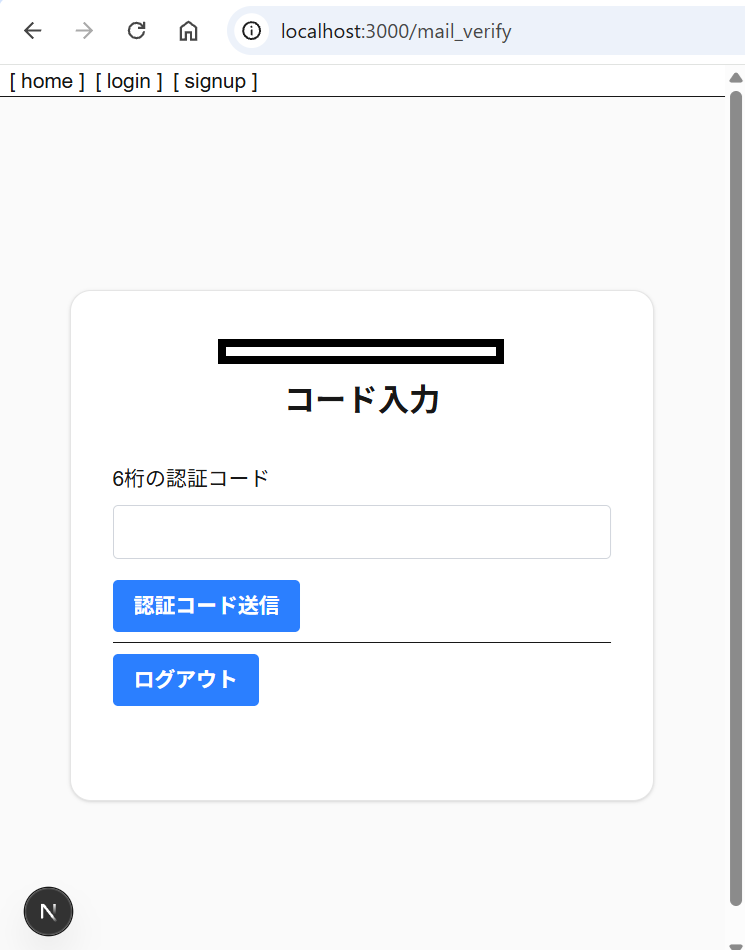 localhost:3000/mail_verify
[ home ] [ login ] [ signup ]
コード入力
6桁の認証コード
認証コード送信
ログアウト
N